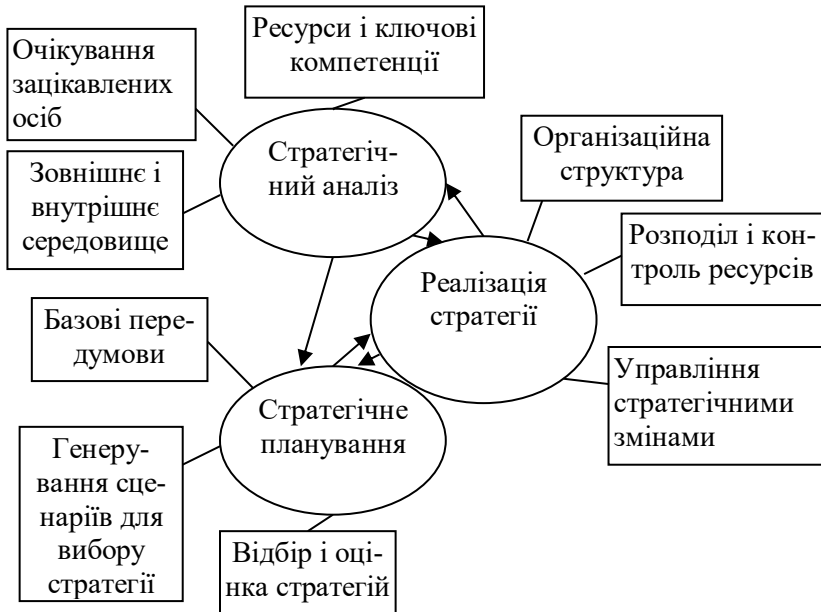 Ресурси і ключові
компетенції
Очікування
зацікавлених
осіб
Стратегіч-
ний аналіз
Зовнішнє і
внутрішнє
середовище
Організаційна
структура
Розподіл і кон-
троль ресурсів
Реалізація
стратегії
Базові пере-
думови
Управління
стратегічними
змінами
Стратегічне
планування
Генеру-
вання сце-
наріїв для
вибору
стратегії
Відбір і оці-
нка стратегій